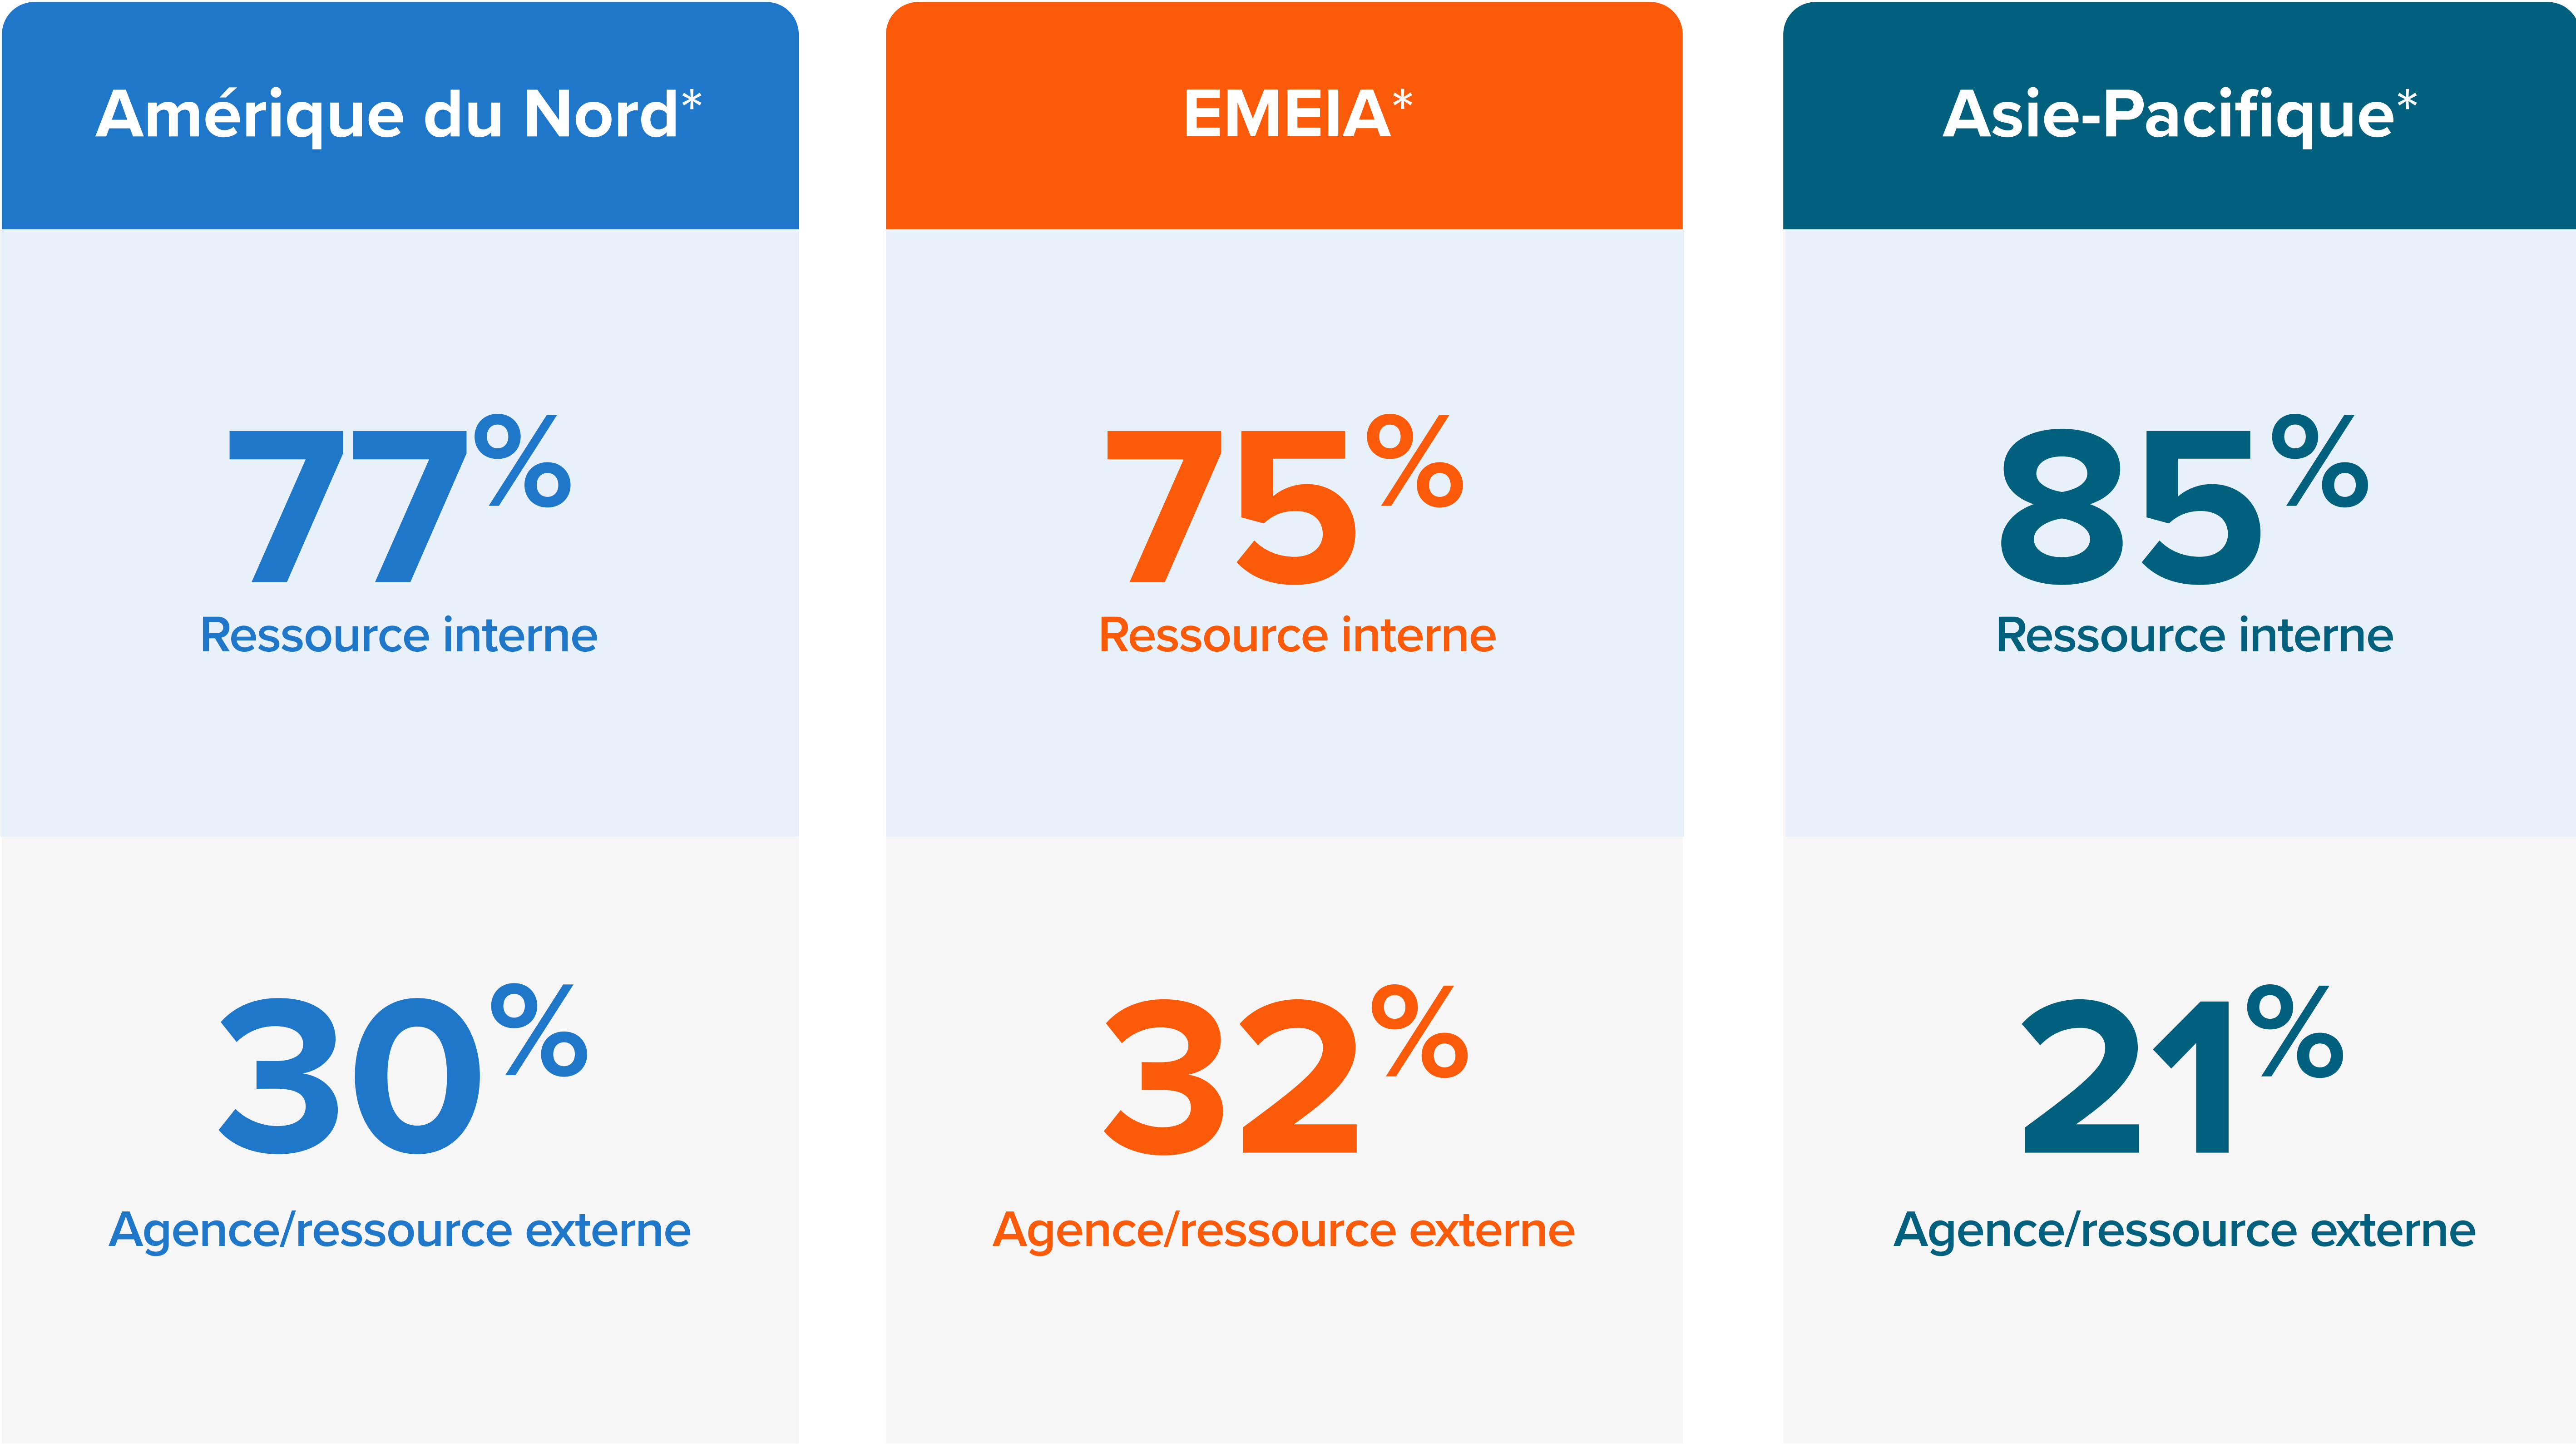 Amérique du Nord*
77%
Ressource interne
30%
Agence/ressource externe
EMEIA*
75%
Ressource interne
32%
Agence/ressource externe
Asie-Pacifique*
85%
Ressource interne
21%
Agence/ressource externe